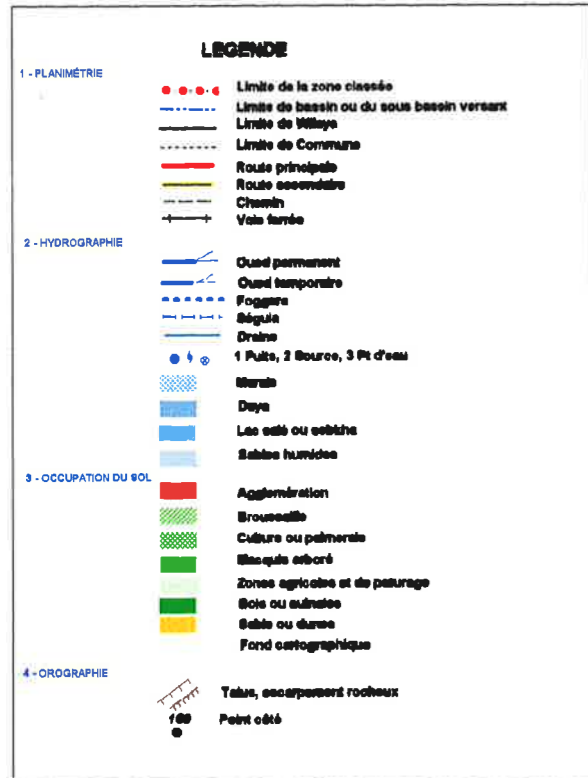 LEGENDE
1 - PLANIMÉTRIE
Limite de la zone classée
Limite de bassin ou du sous bassin versant
Limite de Wilaya
Limite de Commune
Route principale
Route secondaire
Chemin
Voie ferrée
2 - HYDROGRAPHIE
Oued permanent
Oued temporaire
Foggara
Séguia
Drains
1 Puits, 2 Source, 3 Pt d'eau
Marais
Daya
Lac salé ou sebkha
Sables humides
3 - OCCUPATION DU SOL
Agglomération
Broussaille
Culture ou palmeraie
Maquis arboré
Zones agricoles et de paturage
Bois ou aulnaies
Sable ou dunes
Fond cartographique
4 - OROGRAPHIE
Talus, escarpement rocheux
169 Point côté